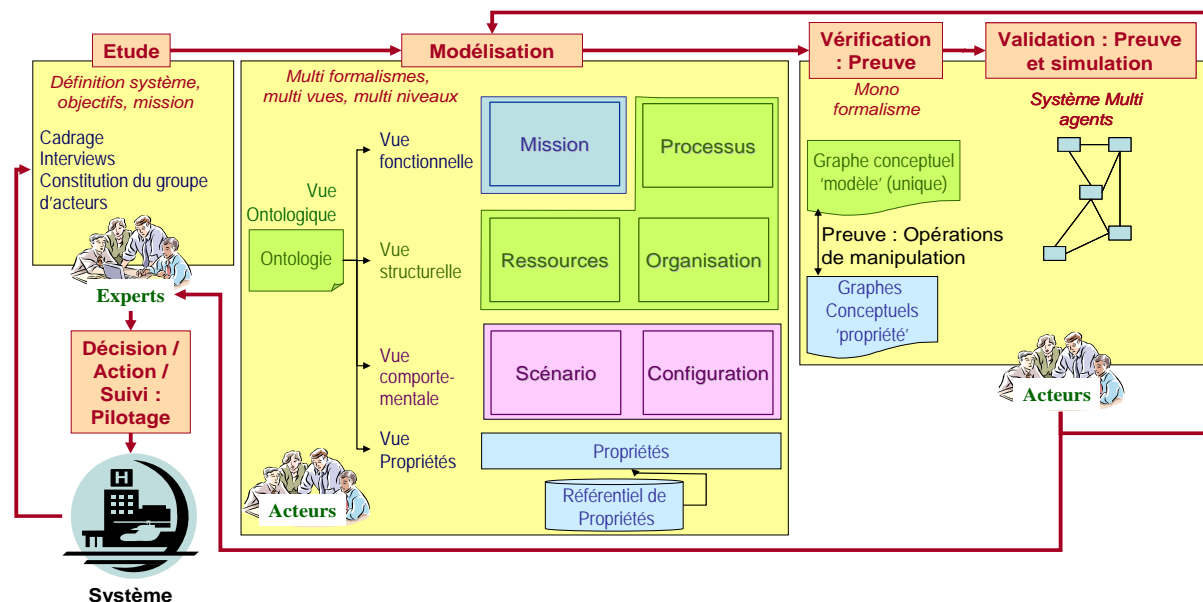 Etude
Définition système,
objectifs, mission
Cadrage
Interviews
Constitution du groupe
d'acteurs
Experts
Décision /
Action /
Suivi :
Pilotage
H
Système
Modélisation
Multi formalismes,
multi vues, multi niveaux
Vue
Ontologique
Ontologie
Vue
fonctionnelle
Mission
Processus
Vue
structurelle
Ressources
Organisation
Vue
comporte-
mentale
Scénario
Configuration
Vue
Propriétés
Propriétés
Référentiel de
Propriétés
Acteurs
Vérification
: Preuve
Mono
formalisme
Graphe conceptuel
'modèle' (unique)
Preuve : Opérations
de manipulation
Graphes
Conceptuels
'propriété'
Validation : Preuve
et simulation
Système Multi
agents
Acteurs